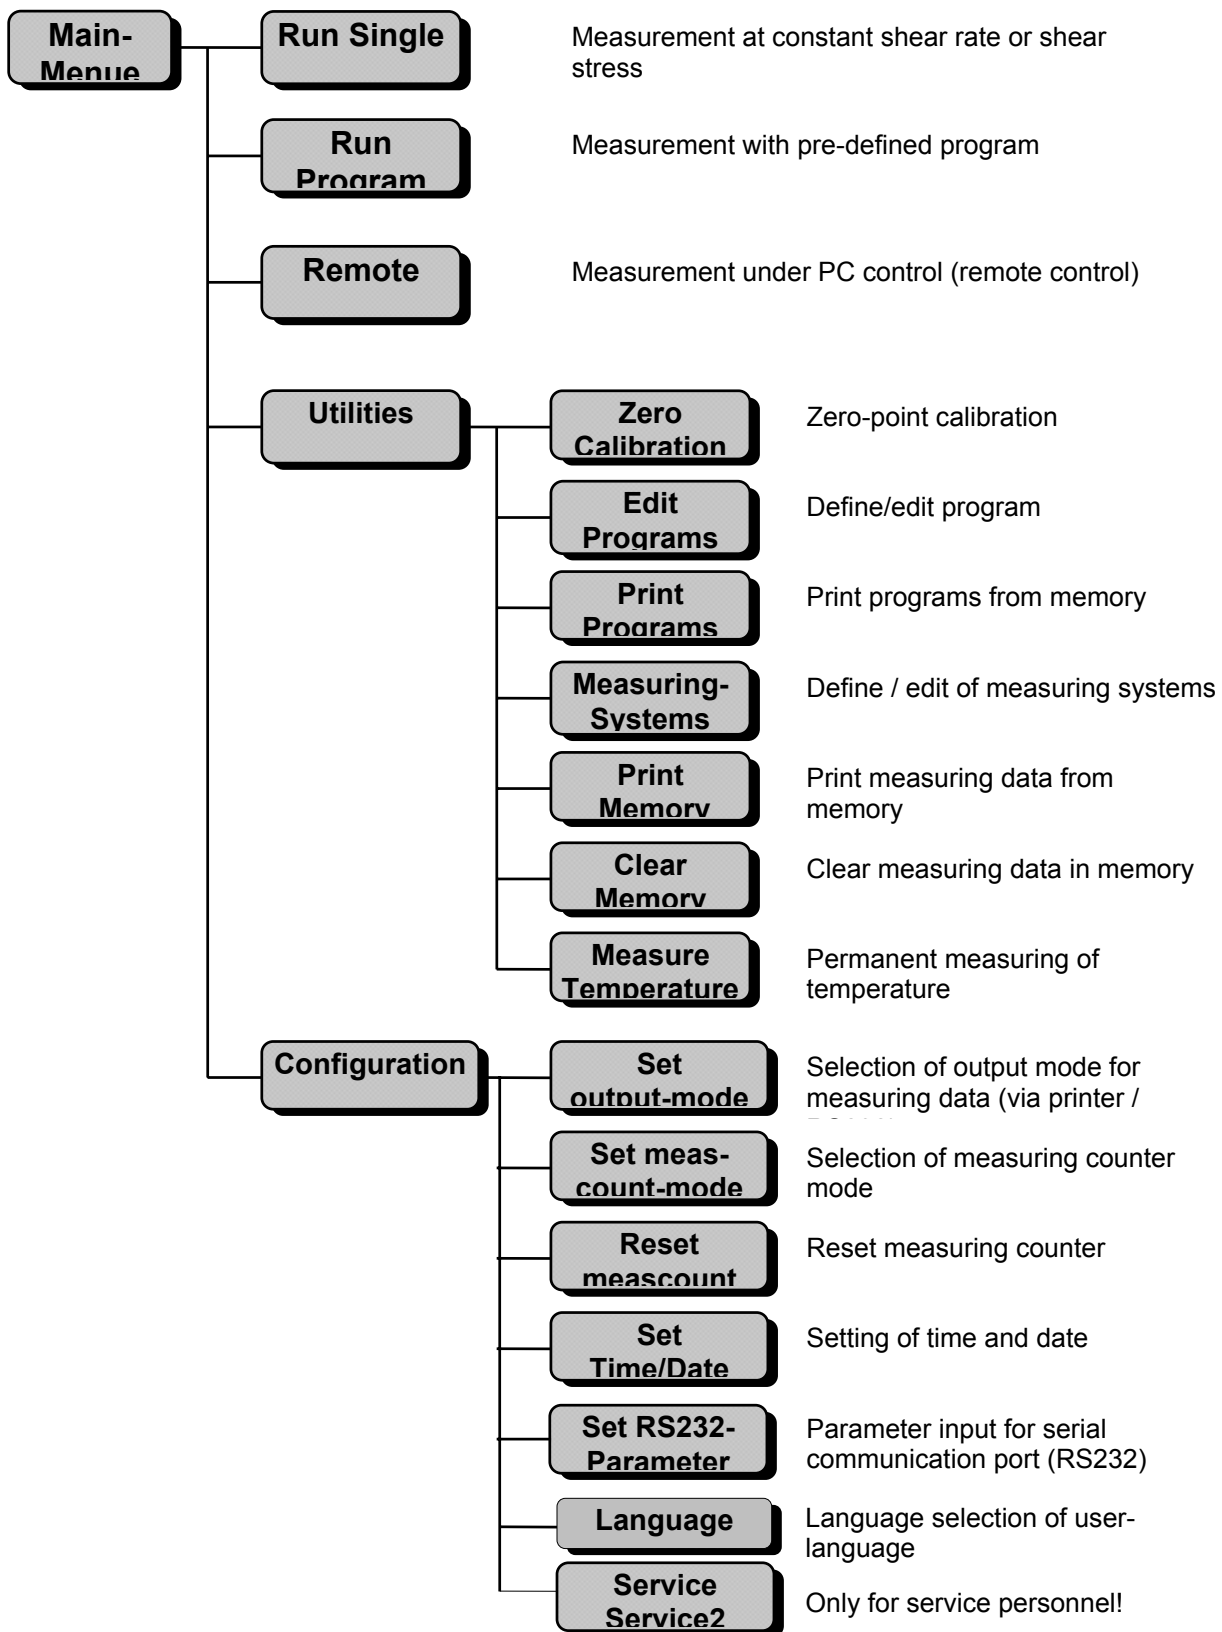 Main-
Menue
Run Single
Measurement at constant shear rate or shear
stress
Run
Program
Measurement with pre-defined program
Remote
Measurement under PC control (remote control)
Utilities
Zero
Calibration
Zero-point calibration
Edit
Programs
Define/edit program
Print
Programs
Print programs from memory
Measuring-
Systems
Define / edit of measuring systems
Print
Memory
Print measuring data from
memory
Clear
Memory
Clear measuring data in memory
Measure
Temperature
Permanent measuring of
temperature
Configuration
Set
output-mode
Selection of output mode for
measuring data (via printer /
Set meas-
count-mode
Selection of measuring counter
mode
Reset
meascount
Reset measuring counter
Set
Time/Date
Setting of time and date
Set RS232-
Parameter
Parameter input for serial
communication port (RS232)
Language
Language selection of user-
language
Service
Service2
Only for service personnel!